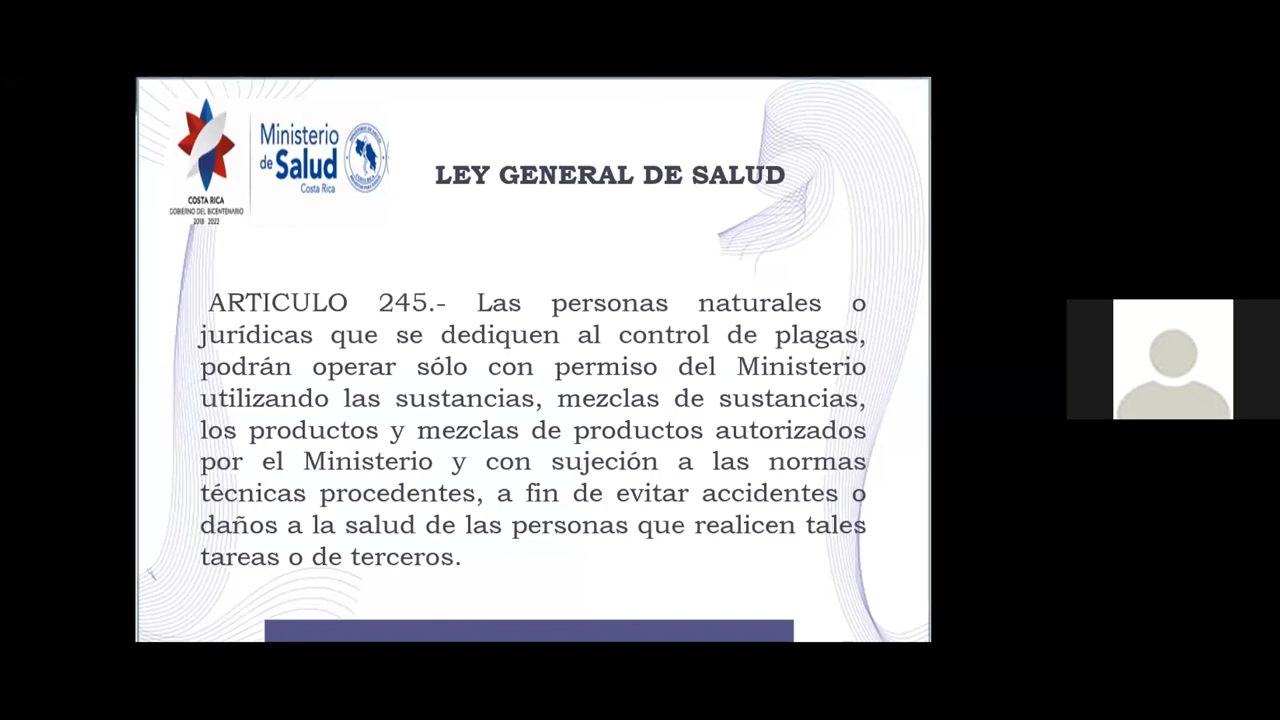 Ministerio
de Salud
Costa Rica
COSTA RICA
GOBIERNO DEL BICENTENARIO
2018 2022
LEY GENERAL DE SALUD
ARTICULO 245.- Las personas naturales o
jurídicas que se dediquen al control de plagas,
podrán operar sólo con permiso del Ministerio
utilizando las sustancias, mezclas de sustancias,
los productos y mezclas de productos autorizados
por el Ministerio y con sujeción a las normas
técnicas procedentes, a fin de evitar accidentes o
daños a la salud de las personas que realicen tales
tareas o de terceros.